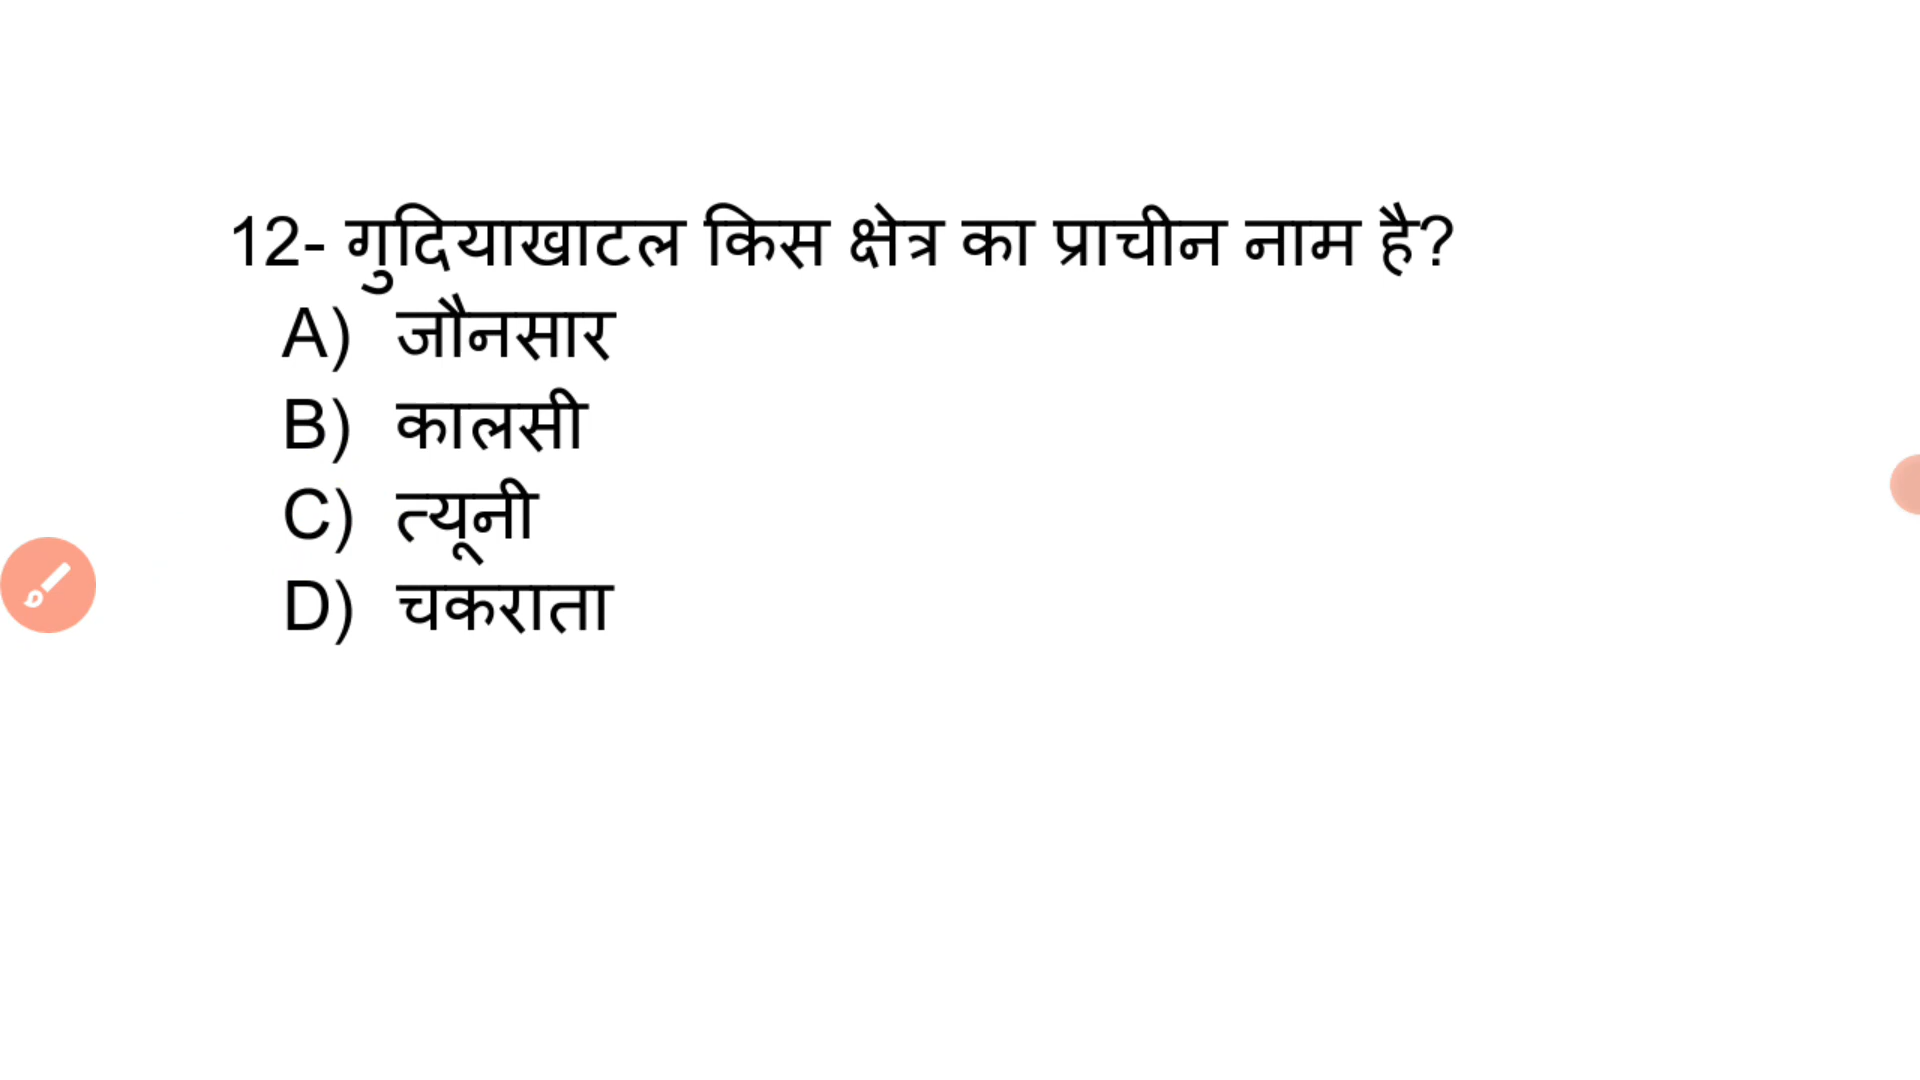 12- गुदियाखाटल किस क्षेत्र का प्राचीन नाम है?
A) जौनसार
B) कालसी
C) त्यूनी
D) चकराता